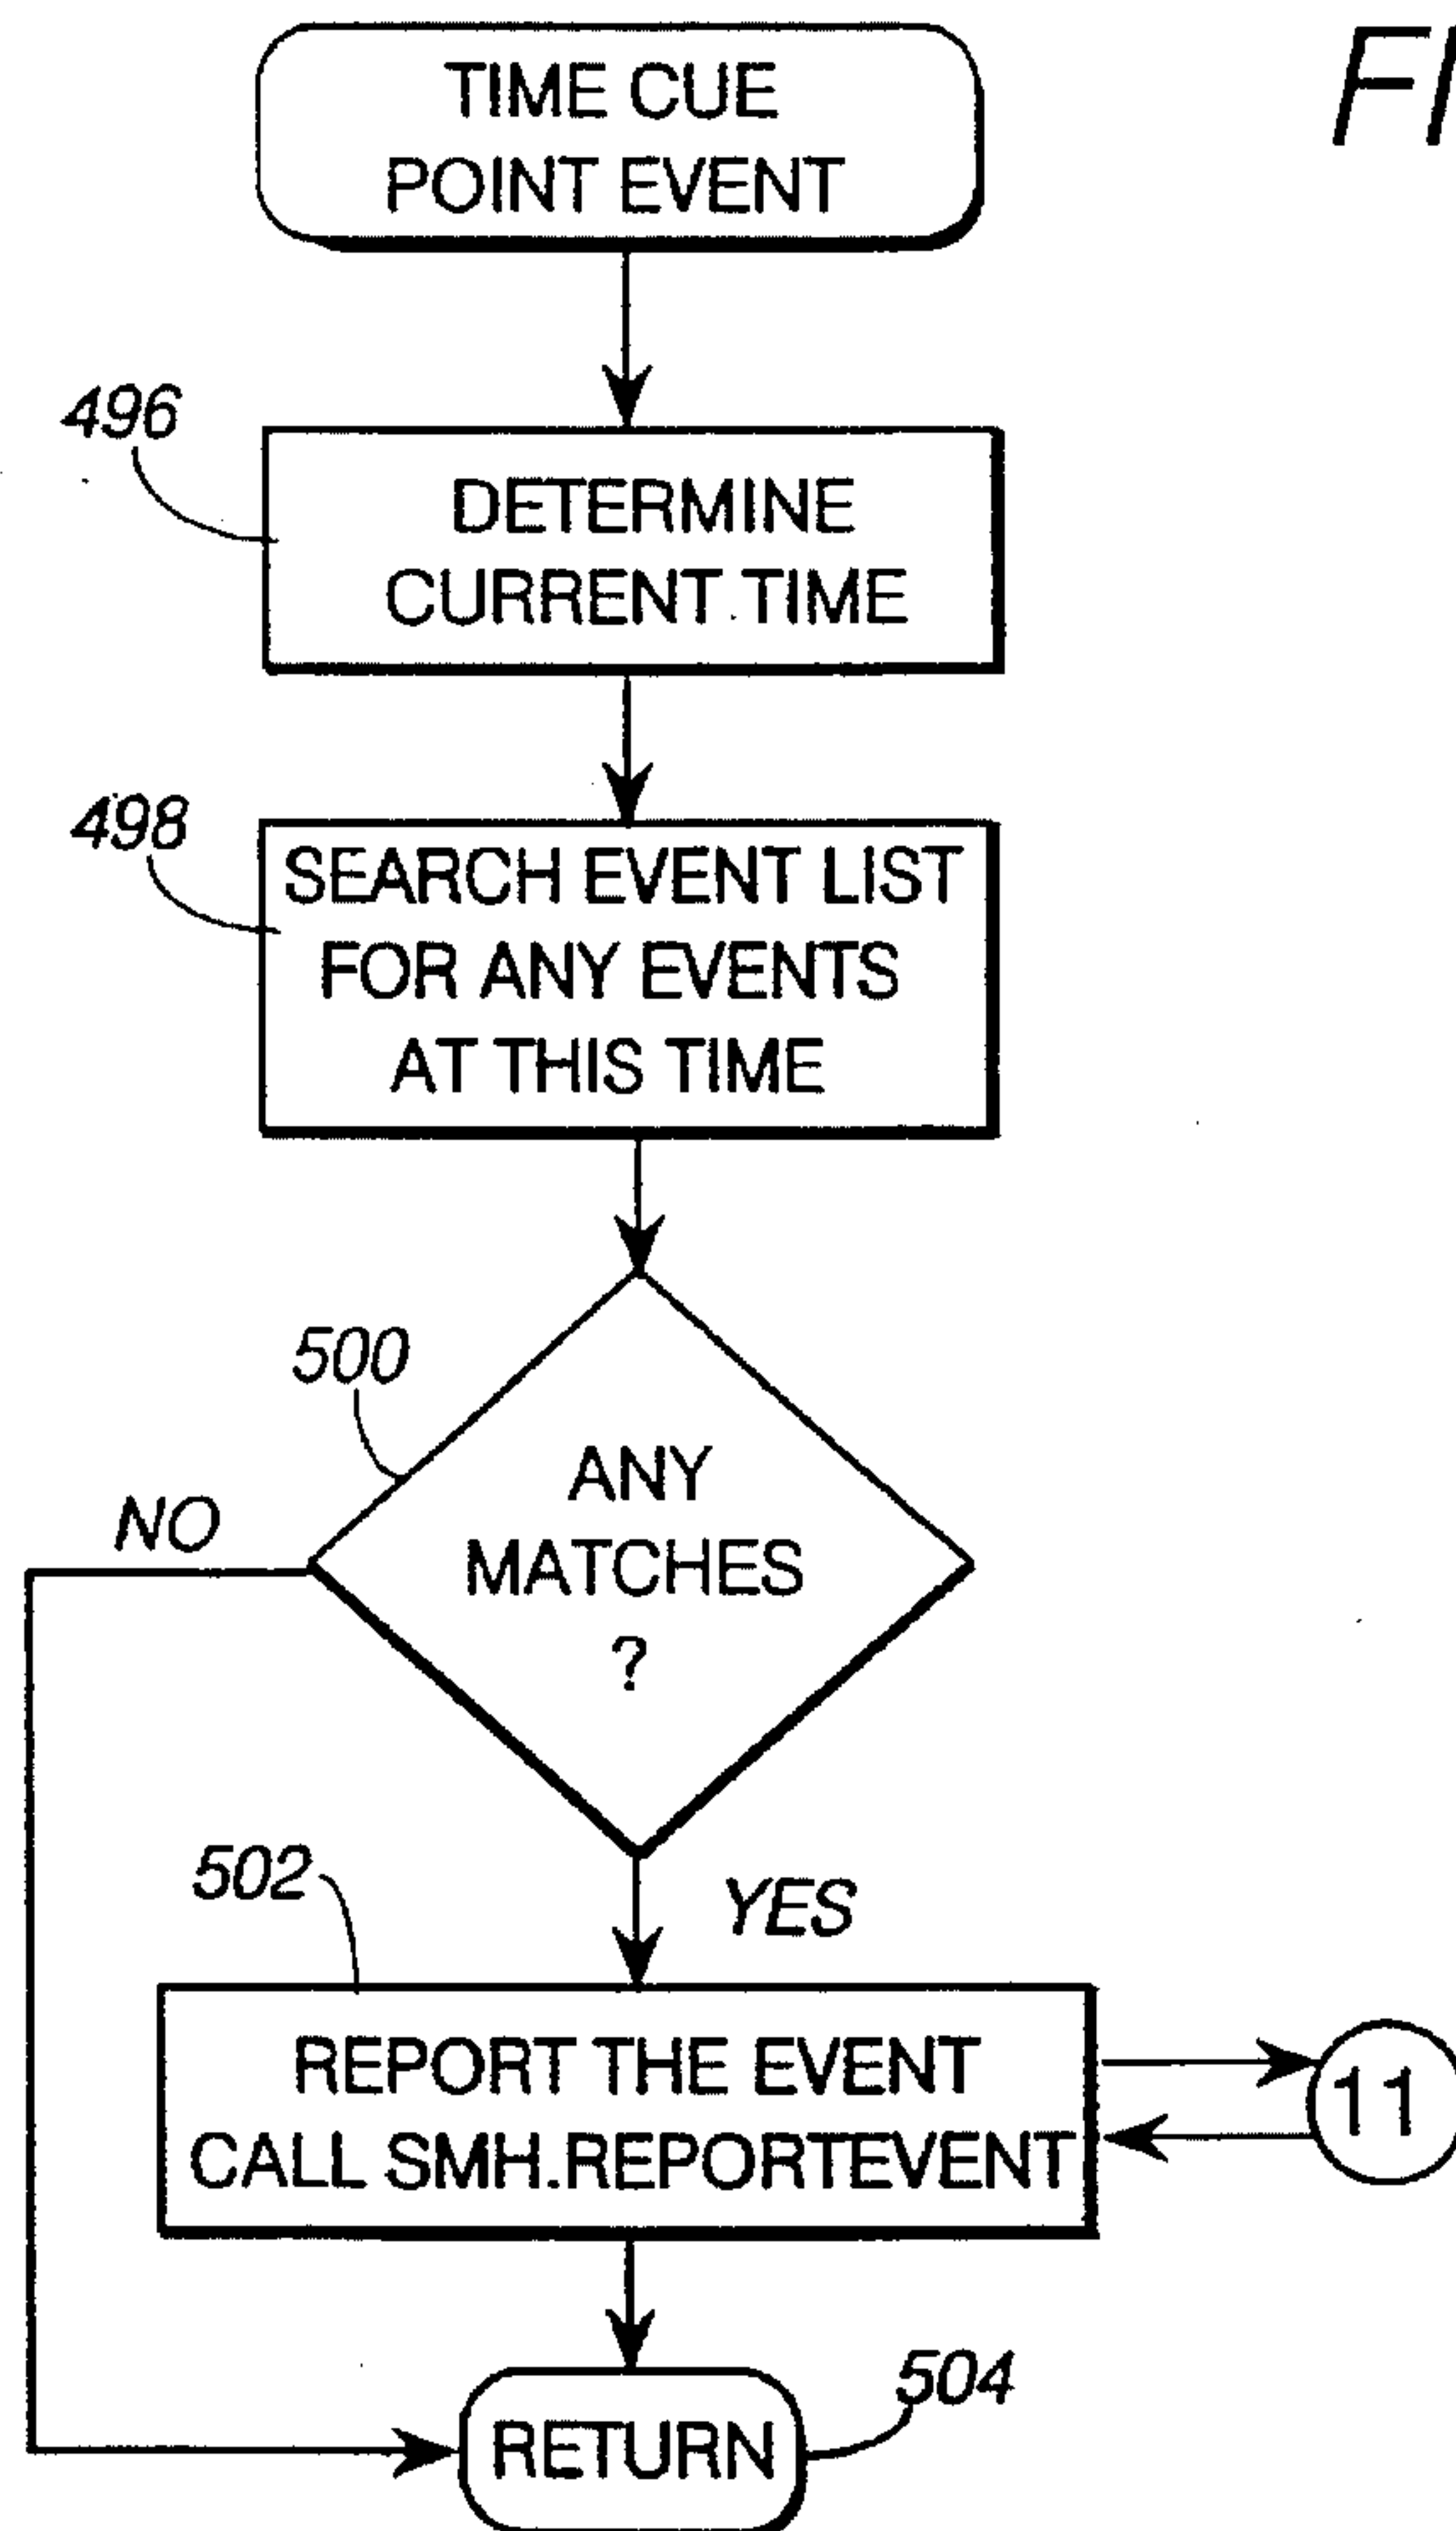 FI
TIME CUE
POINT EVENT
496
DETERMINE
CURRENT TIME
498
SEARCH EVENT LIST
FOR ANY EVENTS
AT THIS TIME
500
ANY
MATCHES
?
NO
YES
502
REPORT THE EVENT
CALL SMH.REPORTEVENT
11
RETURN
504